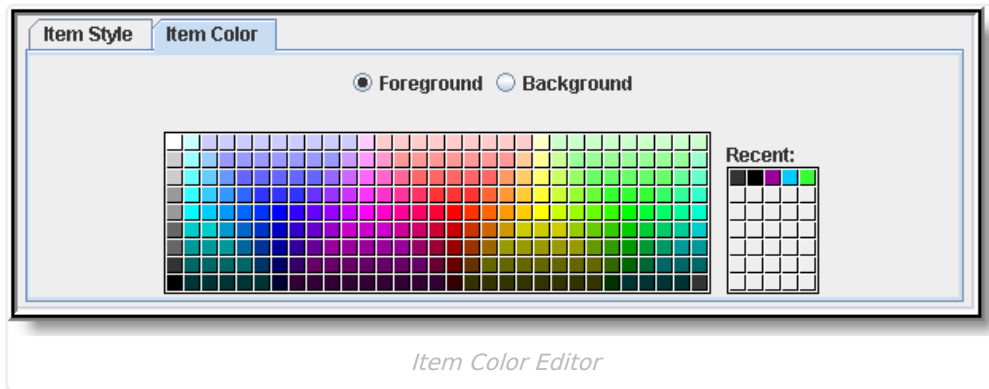 Item Style Item Color
Foreground Background
Recent:
Item Color Editor